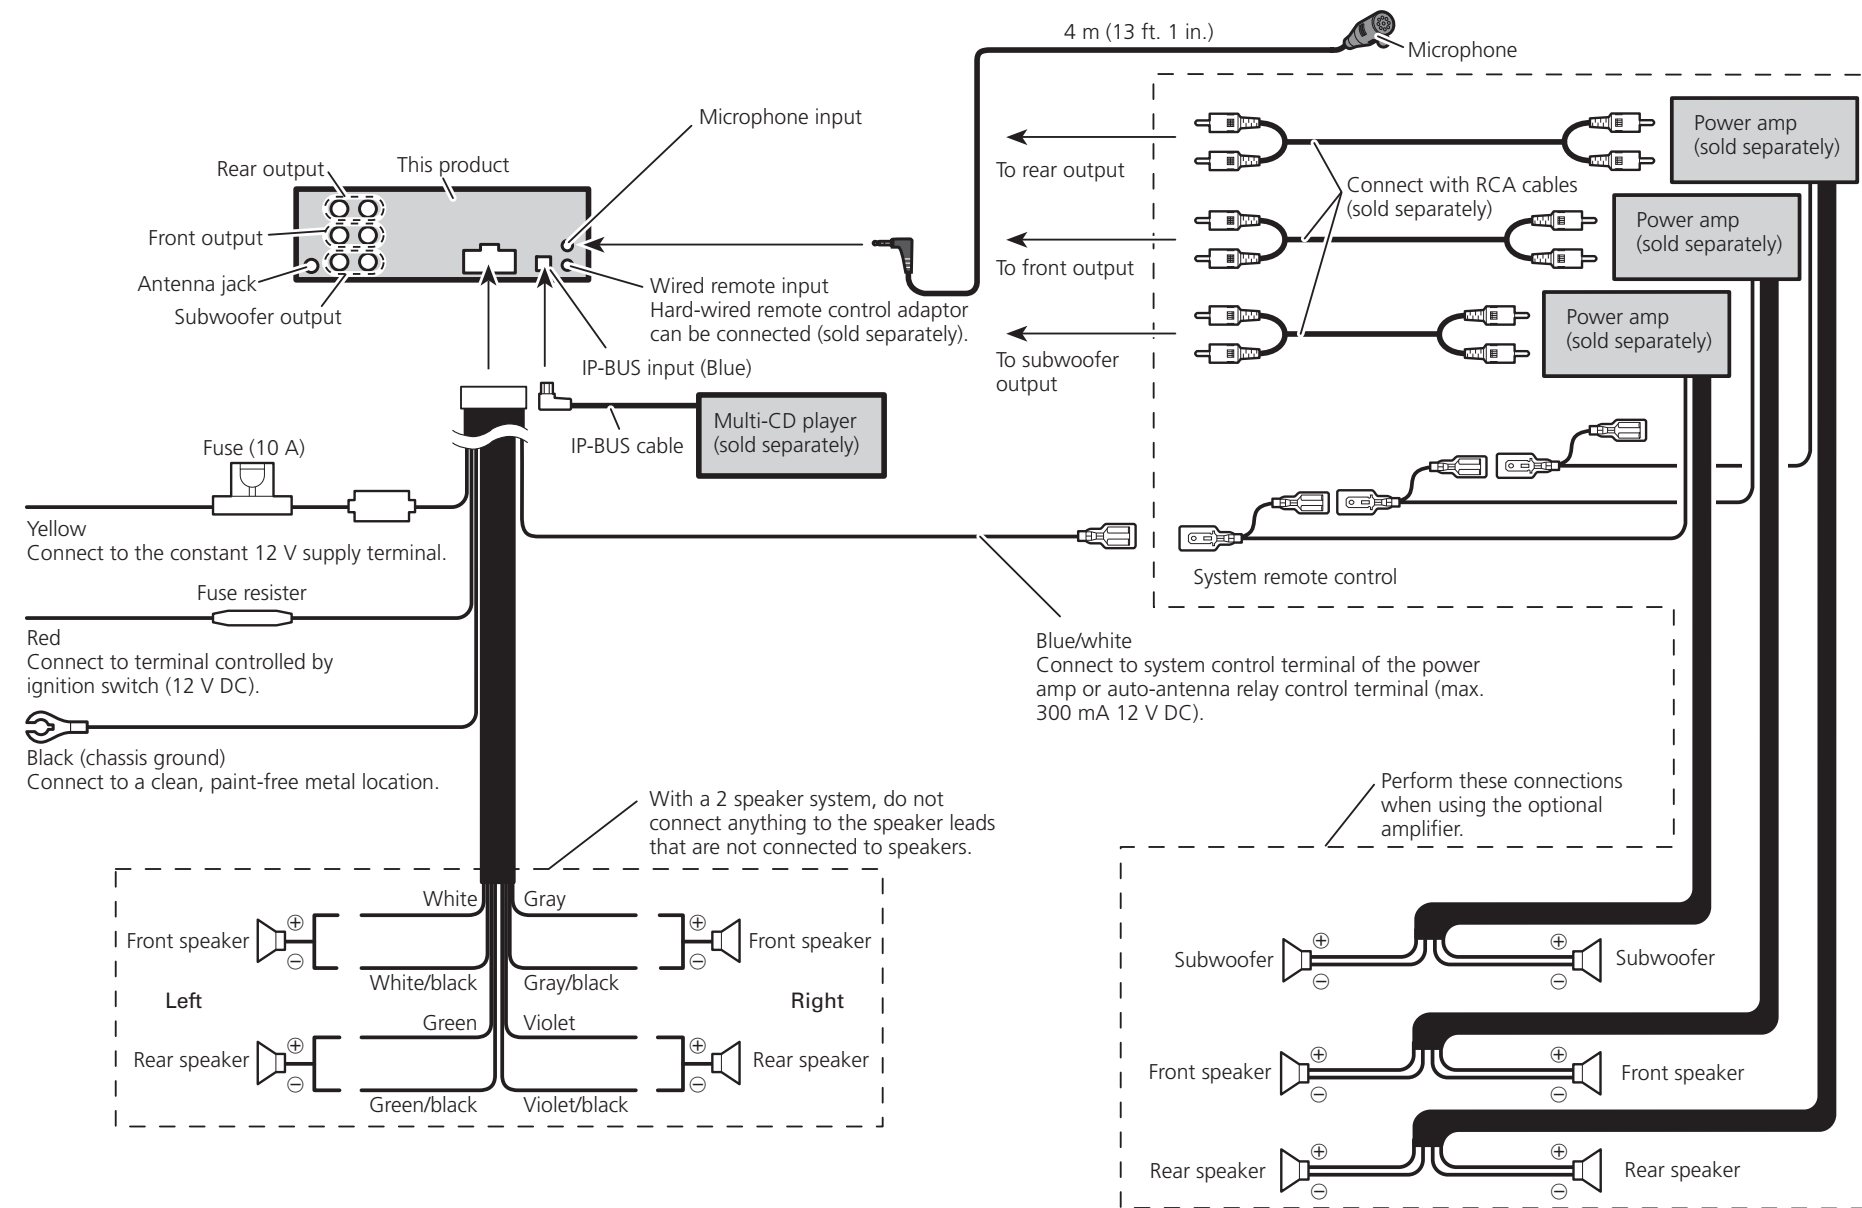 4 m (13 ft. 1 in.)
Microphone
Microphone input
Rear output
This product
Front output
Antenna jack
Subwoofer output
Wired remote input
Hard-wired remote control adaptor
can be connected (sold separately).
IP-BUS input (Blue)
IP-BUS cable
Multi-CD player
(sold separately)
To rear output
To front output
To subwoofer
output
Connect with RCA cables
(sold separately)
Power amp
(sold separately)
Power amp
(sold separately)
Power amp
(sold separately)
System remote control
Fuse (10 A)
Yellow
Connect to the constant 12 V supply terminal.
Fuse resister
Red
Connect to terminal controlled by
ignition switch (12 V DC).
Black (chassis ground)
Connect to a clean, paint-free metal location.
Blue/white
Connect to system control terminal of the power
amp or auto-antenna relay control terminal (max.
300 mA 12 V DC).
With a 2 speaker system, do not
connect anything to the speaker leads
that are not connected to speakers.
Perform these connections
when using the optional
amplifier.
White
Gray
+
+
Front speaker
Front speaker
−
−
White/black
Gray/black
Left
Right
Green
Violet
+
+
Rear speaker
Rear speaker
−
−
Green/black
Violet/black
+
+
Subwoofer
Subwoofer
−
−
+
+
Front speaker
Front speaker
−
−
+
+
Rear speaker
Rear speaker
−
−